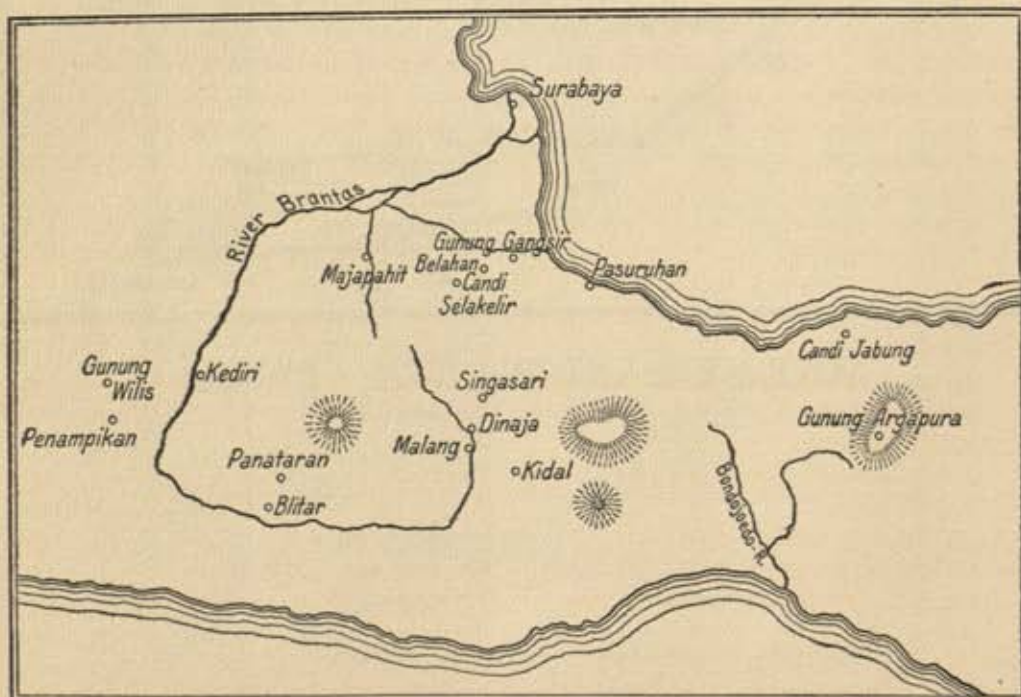 Surabaya
River Brantas
Gunung Gangsir
Majapahit
Belahan
Candi
Selakelir
Pasuruhan
Candi Jabung
Gunung
Wilis
Kediri
Singasari
Gunung Argapura
Penampikan
Dinaja
Malang
Panataran
Kidal
Blitar
Bondojoedo-R.